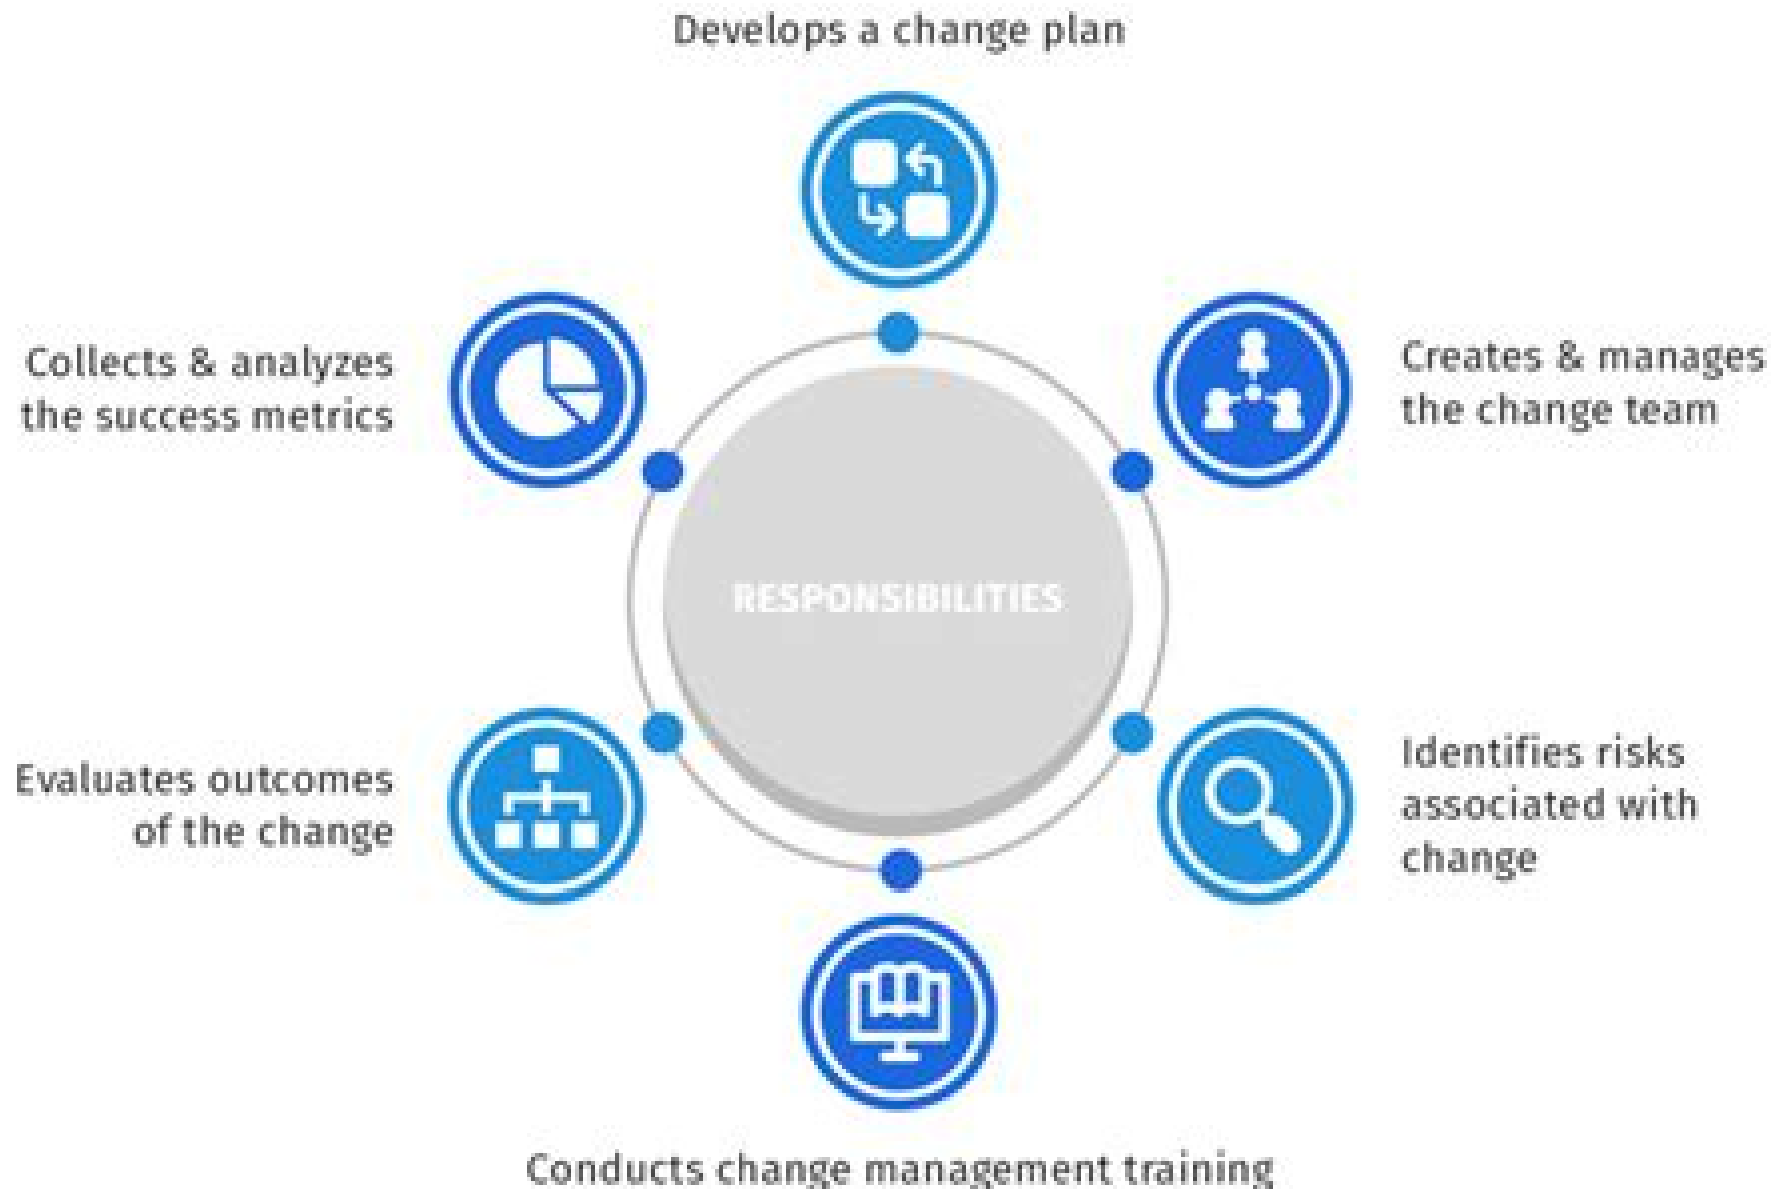 Develops a change plan
Creates & manages
the change team
Identifies risks
associated with
change
Conducts change management training
Evaluates outcomes
of the change
Collects & analyzes
the success metrics
RESPONSIBILITIES